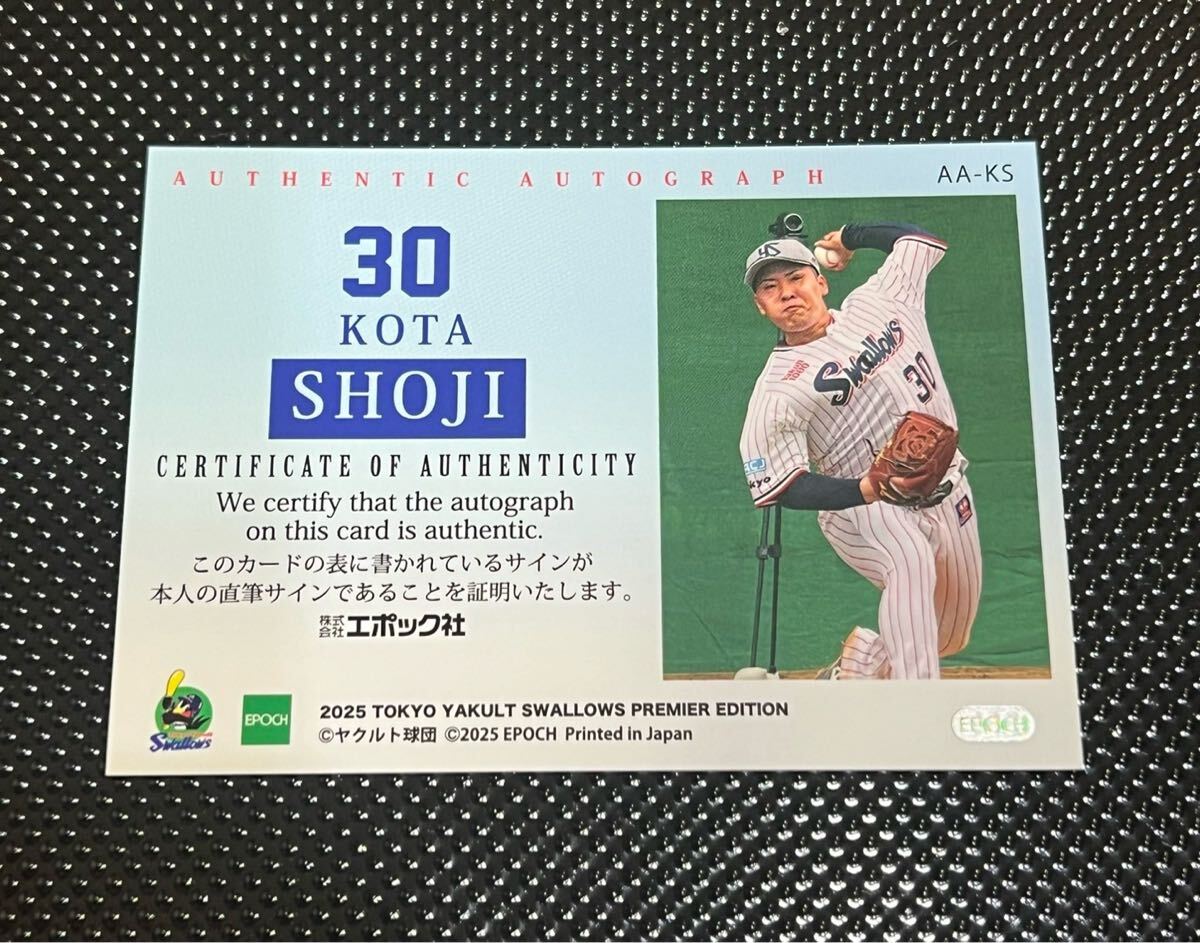 AUTHENTIC AUTOGRAPH
AA-KS
30
KOTA
SHOJI
CERTIFICATE OF AUTHENTICITY
We certify that the autograph
on this card is authentic.
このカードの表に書かれているサインが
本人の直筆サインであることを証明いたします。
株式会社エポック社
YS
Swallows
30
Swallows
EPOCH
2025 TOKYO YAKULT SWALLOWS PREMIER EDITION
©ヤクルト球団 ©2025 EPOCH Printed in Japan
EPOCH